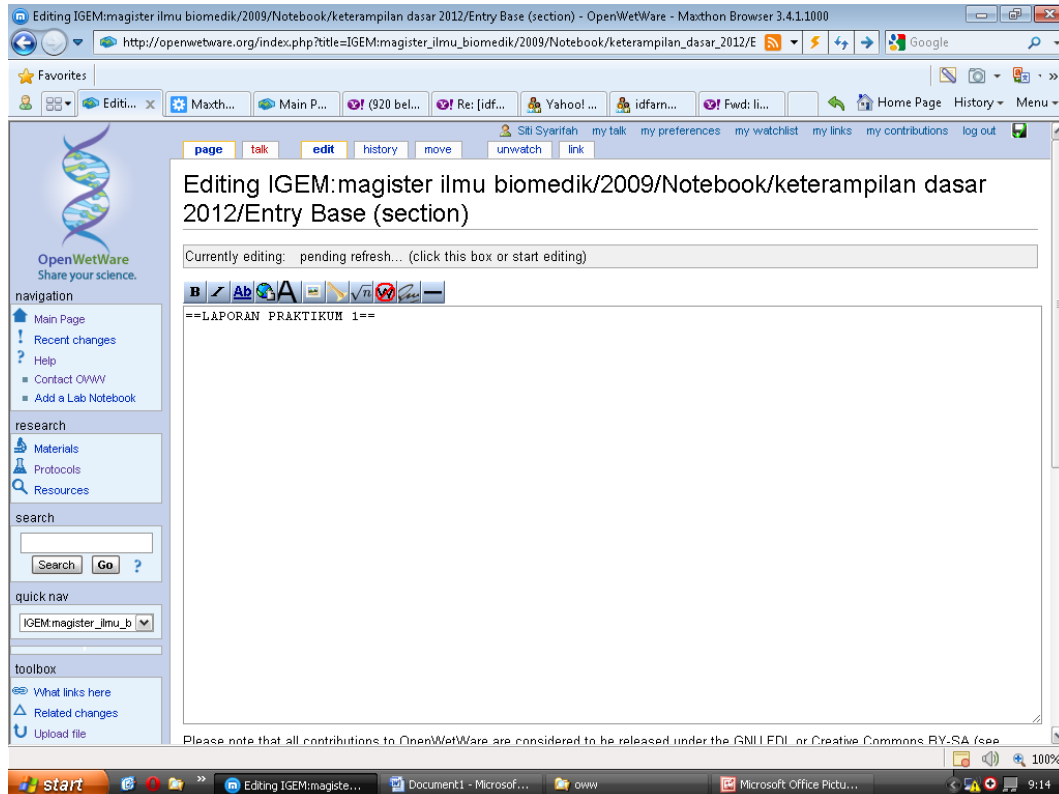 Editing IGEM:magister ilmu biomedik/2009/Notebook/keterampilan dasar 2012/Entry Base (section) - OpenWetWare - Maxthon Browser 3.4.1.1000
http://openwetware.org/index.php?title=IGEM:magister_ilmu_biomedik/2009/Notebook/keterampilan_dasar_2012/E Google
Favorites
Editi... x Maxth... Main P... (920 bel... Re: [idf... Yahoo! ... idfarn... Fwd: li... Home Page History Menu
Siti Syarifah my talk my preferences my watchlist my links my contributions log out
page talk edit history move unwatch link
Editing IGEM:magister ilmu biomedik/2009/Notebook/keterampilan dasar
2012/Entry Base (section)
OpenWetWare
Share your science.
Currently editing: pending refresh... (click this box or start editing)
B I Ab A √n W
==LAPORAN PRAKTIKUM 1==
navigation
Main Page
Recent changes
Help
Contact OWW
Add a Lab Notebook
research
Materials
Protocols
Resources
search
Search Go ?
quick nav
IGEM:magister_ilmu_b
toolbox
What links here
Related changes
Upload file
Please note that all contributions to OpenWetWare are considered to be released under the GNU FDL or Creative Commons BY-SA (see
100%
start Editing IGEM:magiste... Document1 - Microsof... oww Microsoft Office Pictu... 9:14